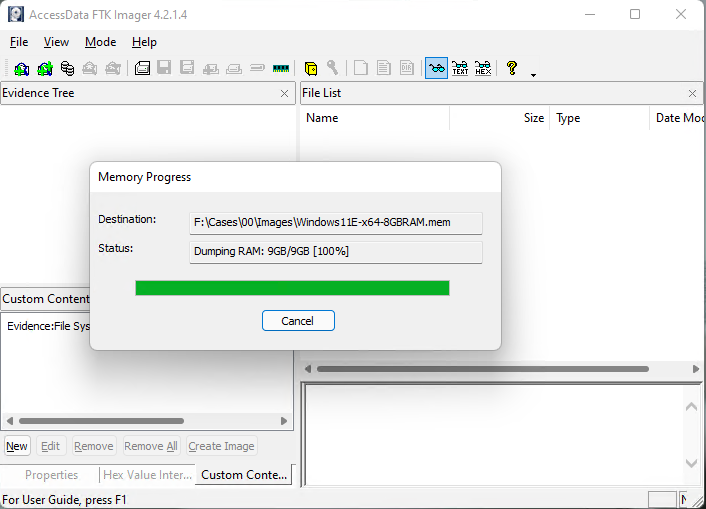 AccessData FTK Imager 4.2.1.4
File View Mode Help
TEXT HEX ?
Evidence Tree
File List
Name Size Type Date Moc
Memory Progress
Destination: F:\Cases\00\Images\Windows11E-x64-8GBRAM.mem
Status: Dumping RAM: 9GB/9GB [100%]
Cancel
Custom Content
Evidence:File Sys
New Edit Remove Remove All Create Image
Properties Hex Value Inter... Custom Conte...
For User Guide, press F1